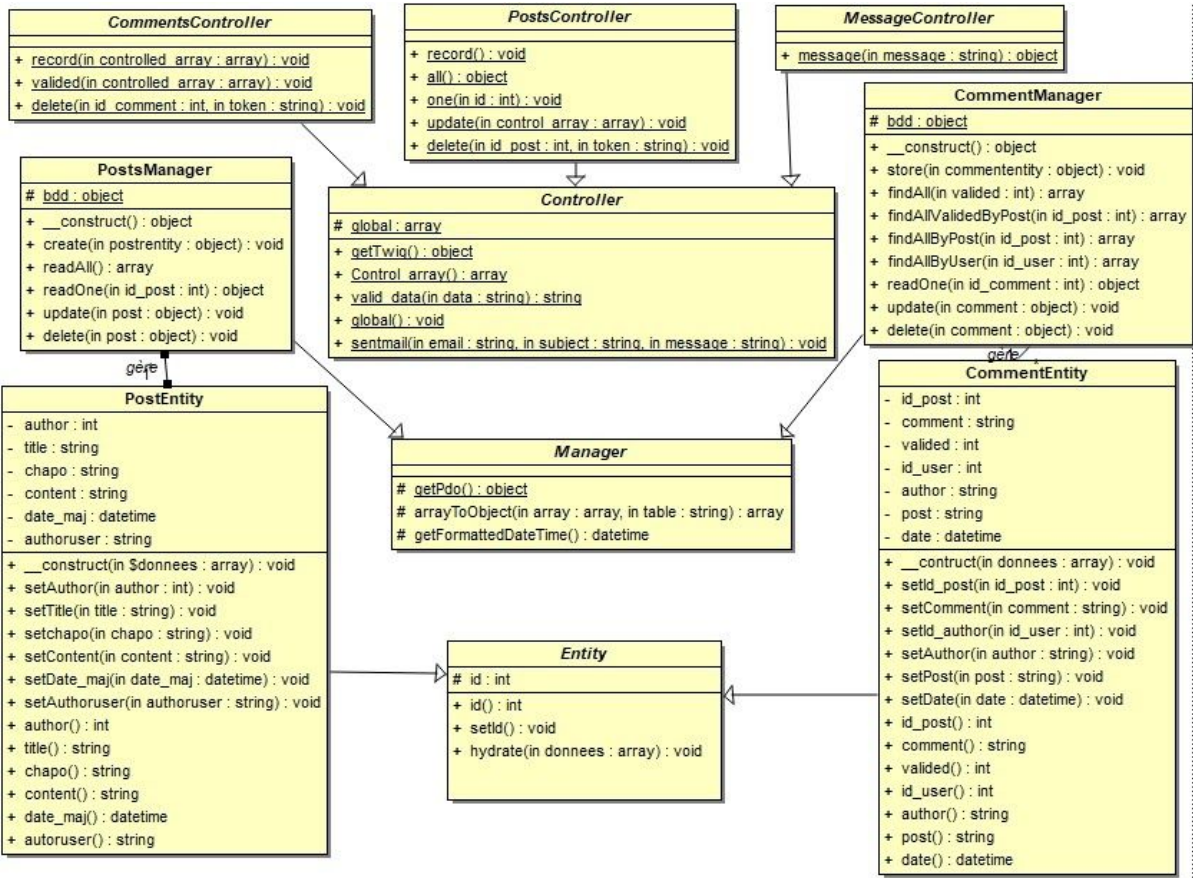 CommentsController
+ record(in controlled_array : array) : void
+ valided(in controlled_array : array) : void
+ delete(in id_comment : int, in token : string) : void
PostsController
+ record() : void
+ all() : object
+ one(in id : int) : void
+ update(in control_array : array) : void
+ delete(in id_post : int, in token : string) : void
MessageController
+ message(in message : string) : object
PostsManager
# bdd : object
+ __construct() : object
+ create(in postrentity : object) : void
+ readAll() : array
+ readOne(in id_post : int) : object
+ update(in post : object) : void
+ delete(in post : object) : void
Controller
# global : array
+ getTwig() : object
+ Control_array() : array
+ valid_data(in data : string) : string
+ global() : void
+ sentmail(in email : string, in subject : string, in message : string) : void
CommentManager
# bdd : object
+ __construct() : object
+ store(in commententity : object) : void
+ findAll(in valided : int) : array
+ findAllValidedByPost(in id_post : int) : array
+ findAllByPost(in id_post : int) : array
+ findAllByUser(in id_user : int) : array
+ readOne(in id_comment : int) : object
+ update(in comment : object) : void
+ delete(in comment : object) : void
gère
gère
PostEntity
- author : int
- title : string
- chapo : string
- content : string
- date_maj : datetime
- authoruser : string
+ __construct(in $donnees : array) : void
+ setAuthor(in author : int) : void
+ setTitle(in title : string) : void
+ setchapo(in chapo : string) : void
+ setContent(in content : string) : void
+ setDate_maj(in date_maj : datetime) : void
+ setAuthoruser(in authoruser : string) : void
+ author() : int
+ title() : string
+ chapo() : string
+ content() : string
+ date_maj() : datetime
+ autoruser() : string
Manager
# getPdo() : object
# arrayToObject(in array : array, in table : string) : array
# getFormattedDateTime() : datetime
Entity
# id : int
+ id() : int
+ setId() : void
+ hydrate(in donnees : array) : void
CommentEntity
- id_post : int
- comment : string
- valided : int
- id_user : int
- author : string
- post : string
- date : datetime
+ __contruct(in donnees : array) : void
+ setId_post(in id_post : int) : void
+ setComment(in comment : string) : void
+ setId_author(in id_user : int) : void
+ setAuthor(in author : string) : void
+ setPost(in post : string) : void
+ setDate(in date : datetime) : void
+ id_post() : int
+ comment() : string
+ valided() : int
+ id_user() : int
+ author() : string
+ post() : string
+ date() : datetime